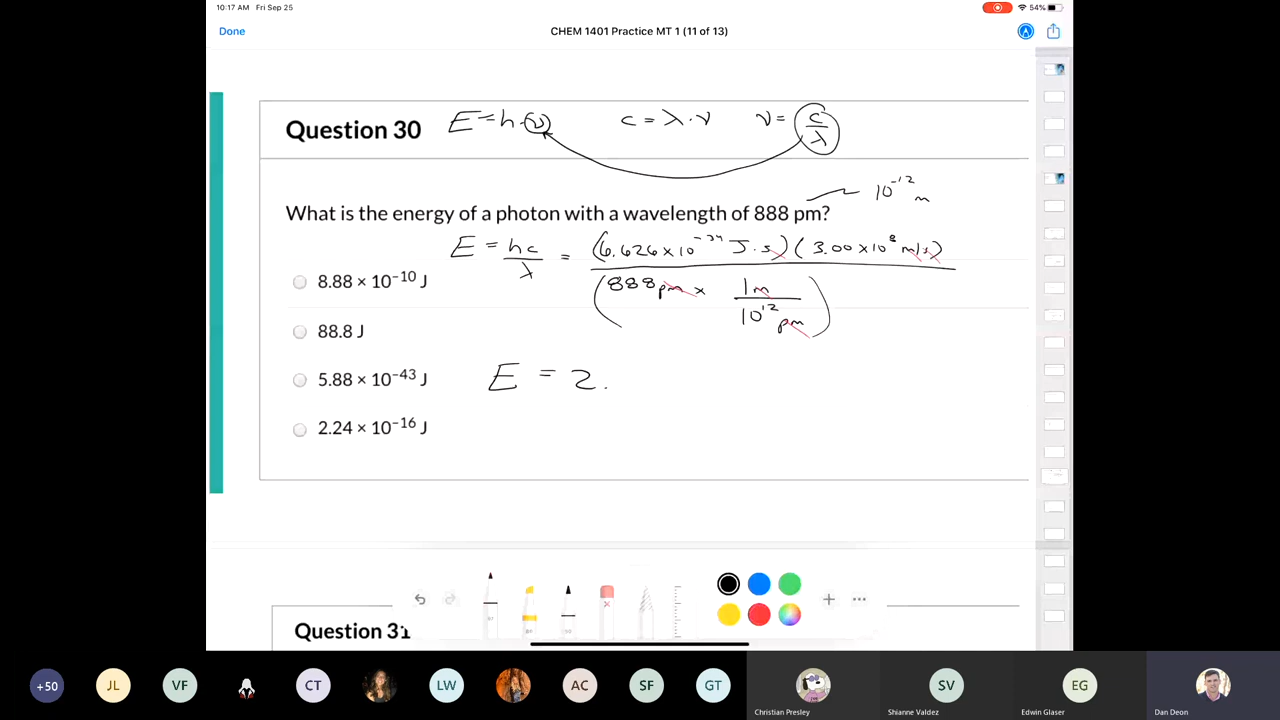 10:17 AM Fri Sep 25
54%
Done
CHEM 1401 Practice MT 1 (11 of 13)
Question 30
E = h·ν
c = λ·ν
ν = c/λ
10⁻¹² m
What is the energy of a photon with a wavelength of 888 pm?
E = hc/λ = (6.626 x 10⁻³⁴ J·s)(3.00 x 10⁸ m/s)
(888 pm x 1m/10¹² pm)
8.88 × 10⁻¹⁰ J
88.8 J
5.88 × 10⁻⁴³ J
E = 2.
2.24 × 10⁻¹⁶ J
Question 31
+50
JL
VF
CT
LW
AC
SF
GT
SV
EG
Christian Presley
Shianne Valdez
Edwin Glaser
Dan Deon